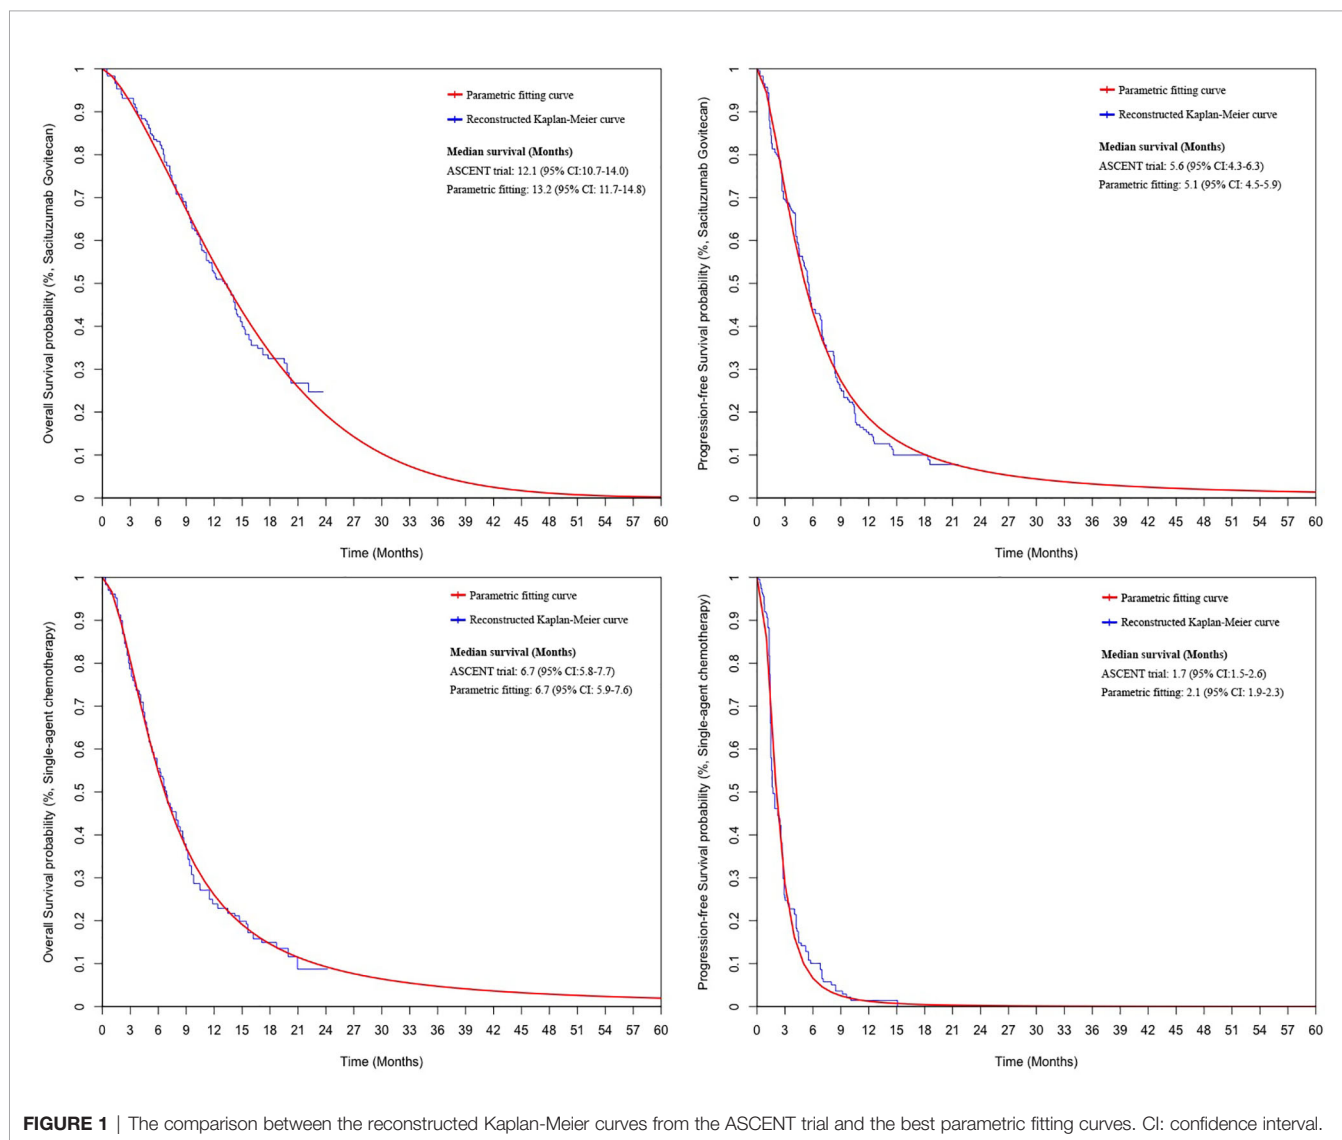 Overall Survival probability (%, Sacituzumab Govitecan)
1
0.9
0.8
0.7
0.6
0.5
0.4
0.3
0.2
0.1
0
Parametric fitting curve
Reconstructed Kaplan-Meier curve
Median survival (Months)
ASCENT trial: 12.1 (95% CI:10.7-14.0)
Parametric fitting: 13.2 (95% CI: 11.7-14.8)
0 3 6 9 12 15 18 21 24 27 30 33 36 39 42 45 48 51 54 57 60
Time (Months)
Progression-free Survival probability (%, Sacituzumab Govitecan)
1
0.9
0.8
0.7
0.6
0.5
0.4
0.3
0.2
0.1
0
Parametric fitting curve
Reconstructed Kaplan-Meier curve
Median survival (Months)
ASCENT trial: 5.6 (95% CI:4.3-6.3)
Parametric fitting: 5.1 (95% CI: 4.5-5.9)
0 3 6 9 12 15 18 21 24 27 30 33 36 39 42 45 48 51 54 57 60
Time (Months)
Overall Survival probability (%, Single-agent chemotherapy)
1
0.9
0.8
0.7
0.6
0.5
0.4
0.3
0.2
0.1
0
Parametric fitting curve
Reconstructed Kaplan-Meier curve
Median survival (Months)
ASCENT trial: 6.7 (95% CI:5.8-7.7)
Parametric fitting: 6.7 (95% CI: 5.9-7.6)
0 3 6 9 12 15 18 21 24 27 30 33 36 39 42 45 48 51 54 57 60
Time (Months)
Progression-free Survival probability (%, Single-agent chemotherapy)
1
0.9
0.8
0.7
0.6
0.5
0.4
0.3
0.2
0.1
0
Parametric fitting curve
Reconstructed Kaplan-Meier curve
Median survival (Months)
ASCENT trial: 1.7 (95% CI:1.5-2.6)
Parametric fitting: 2.1 (95% CI: 1.9-2.3)
0 3 6 9 12 15 18 21 24 27 30 33 36 39 42 45 48 51 54 57 60
Time (Months)
FIGURE 1 | The comparison between the reconstructed Kaplan-Meier curves from the ASCENT trial and the best parametric fitting curves. CI: confidence interval.